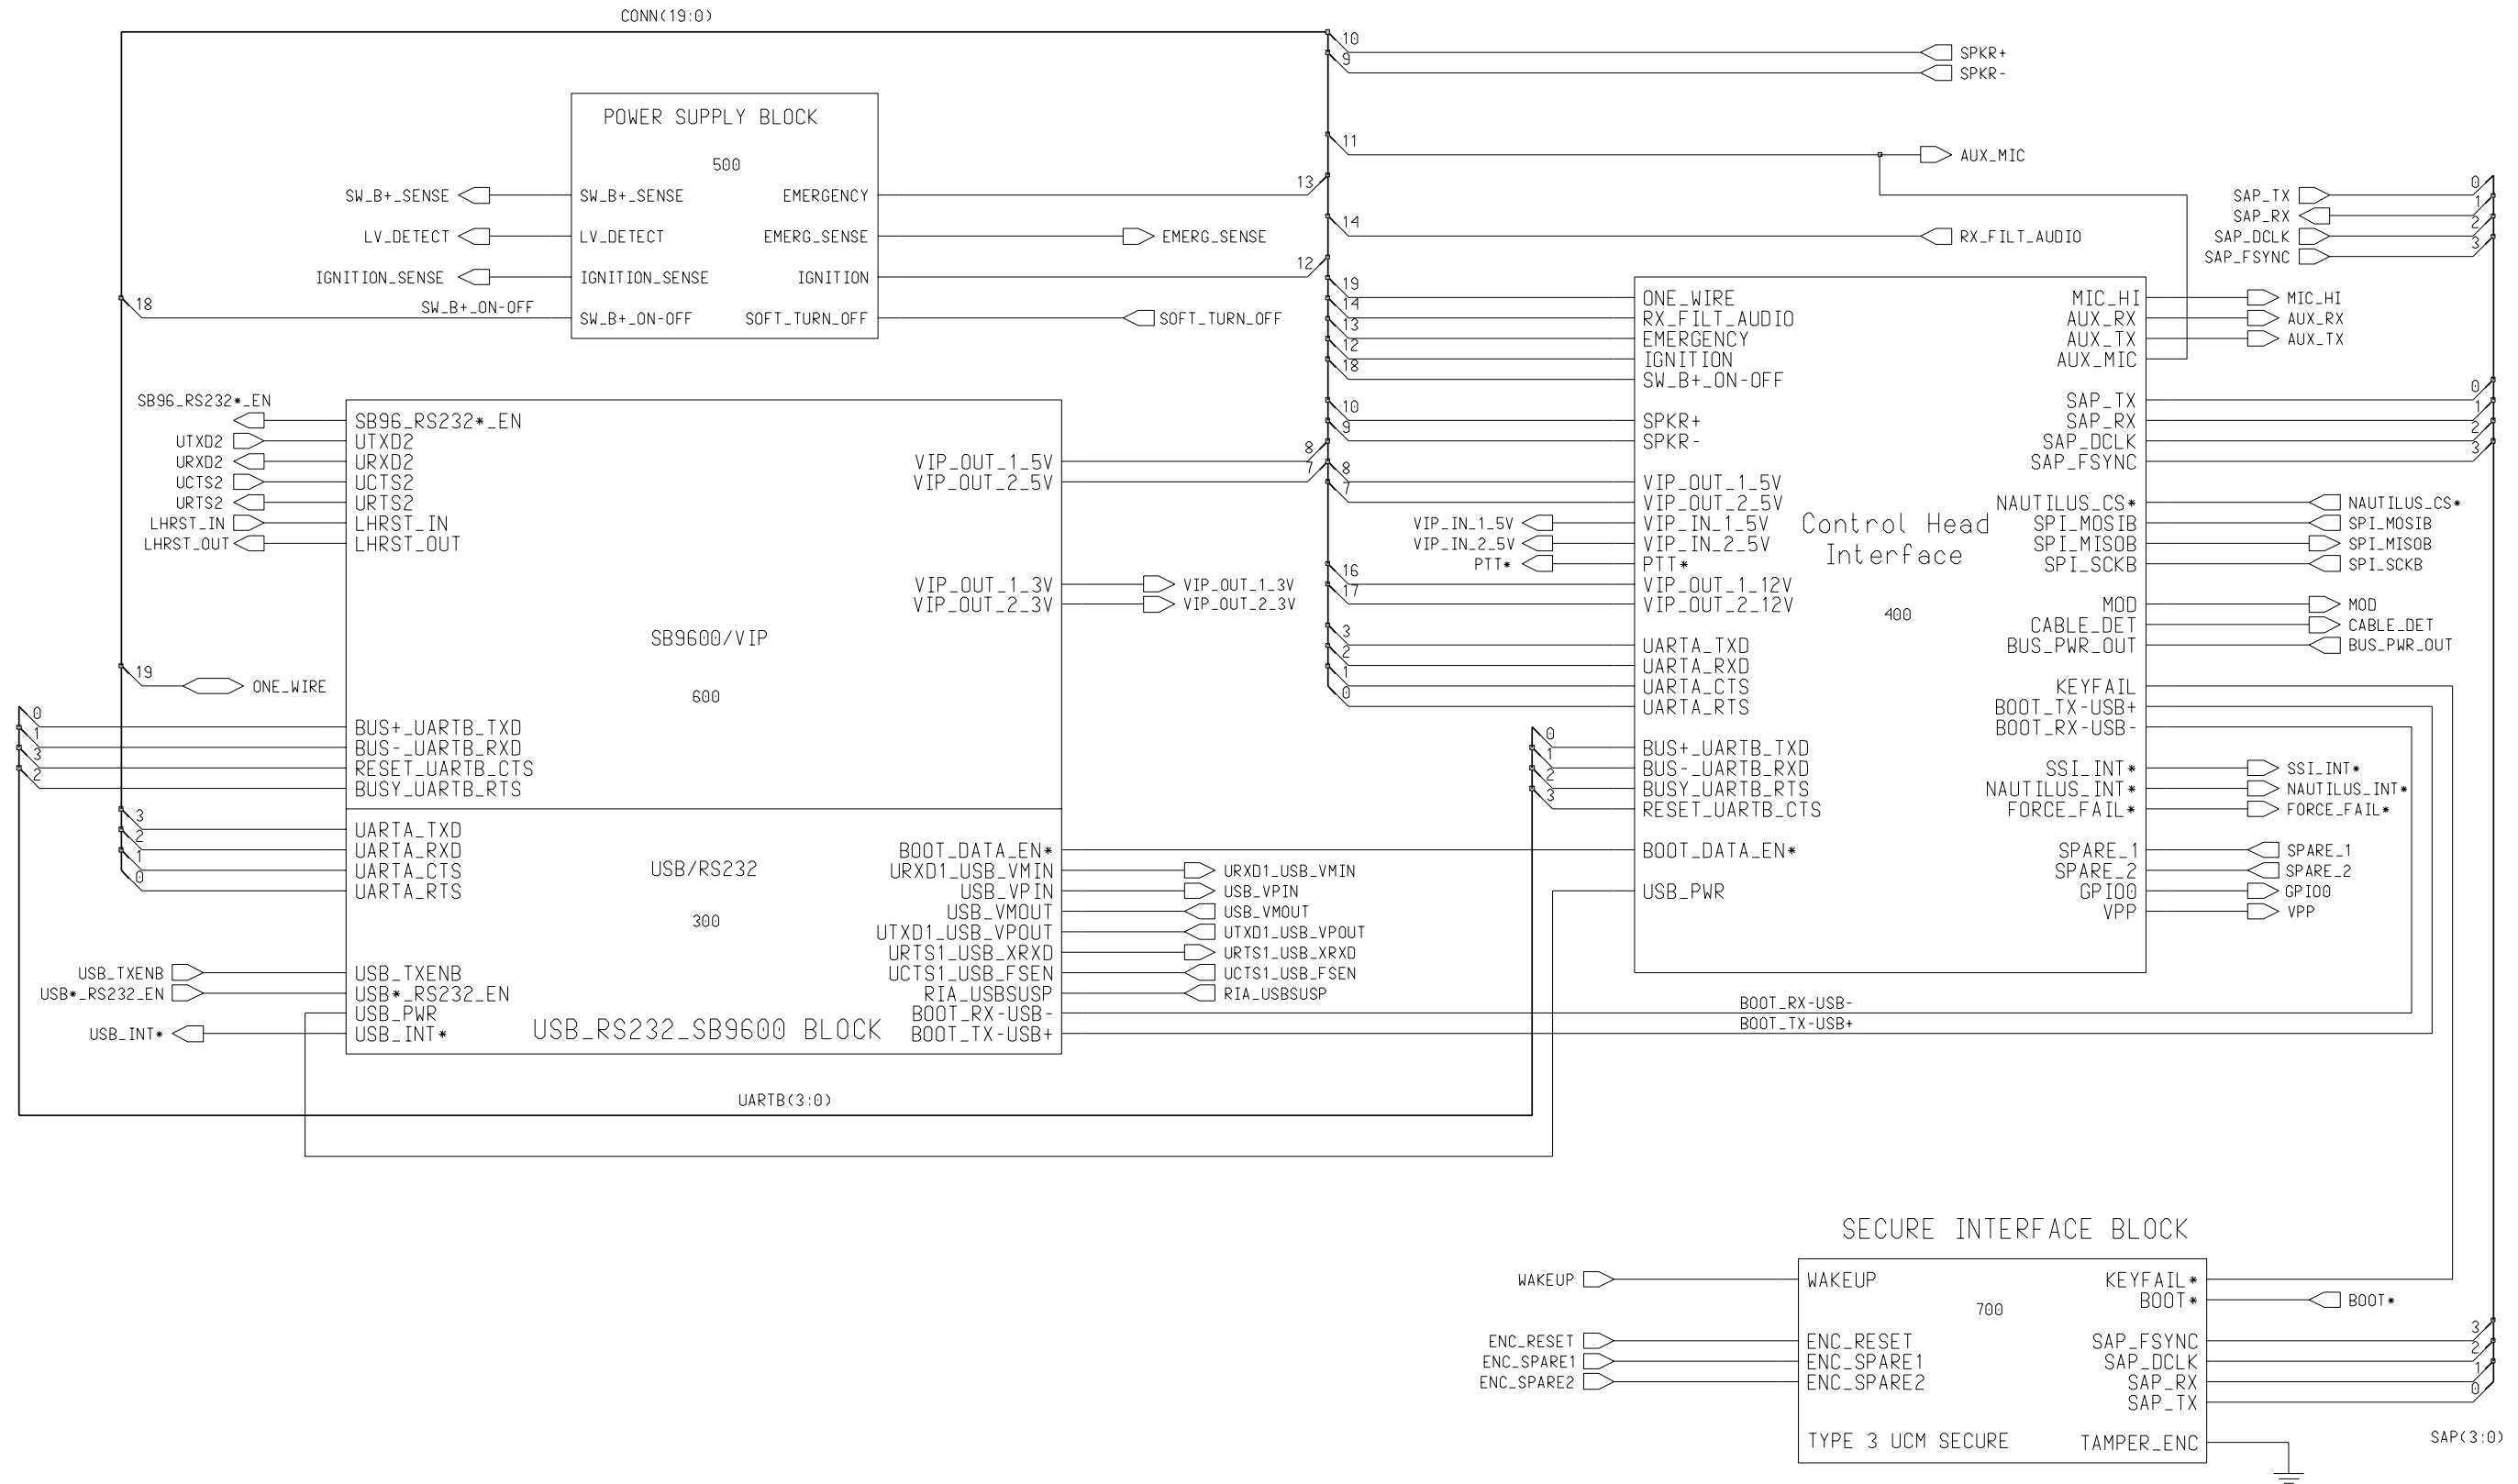 CONN(19:0)
10
SPKR+
9
SPKR-
POWER SUPPLY BLOCK
500
SW_B+_SENSE
SW_B+_SENSE
EMERGENCY
13
LV_DETECT
LV_DETECT
EMERG_SENSE
EMERG_SENSE
IGNITION_SENSE
IGNITION_SENSE
IGNITION
12
18
SW_B+_ON-OFF
SW_B+_ON-OFF
SOFT_TURN_OFF
SOFT_TURN_OFF
11
AUX_MIC
14
RX_FILT_AUDIO
SAP_TX
0
SAP_RX
1
SAP_DCLK
2
SAP_FSYNC
3
SB96_RS232*_EN
SB96_RS232*_EN
UTXD2
UTXD2
URXD2
URXD2
UCTS2
UCTS2
URTS2
URTS2
LHRST_IN
LHRST_IN
LHRST_OUT
LHRST_OUT
VIP_OUT_1_5V
8
VIP_OUT_2_5V
7
VIP_OUT_1_3V
VIP_OUT_1_3V
VIP_OUT_2_3V
VIP_OUT_2_3V
SB9600/VIP
600
19
ONE_WIRE
0
BUS+_UARTB_TXD
1
BUS-_UARTB_RXD
3
RESET_UARTB_CTS
2
BUSY_UARTB_RTS
3
UARTA_TXD
2
UARTA_RXD
1
UARTA_CTS
0
UARTA_RTS
USB/RS232
300
BOOT_DATA_EN*
URXD1_USB_VMIN
URXD1_USB_VMIN
USB_VPIN
USB_VPIN
USB_VMOUT
USB_VMOUT
UTXD1_USB_VPOUT
UTXD1_USB_VPOUT
URTS1_USB_XRXD
URTS1_USB_XRXD
USB_TXENB
USB_TXENB
UCTS1_USB_FSEN
UCTS1_USB_FSEN
USB*_RS232_EN
USB*_RS232_EN
RIA_USBSUSP
RIA_USBSUSP
USB_PWR
BOOT_RX-USB-
BOOT_RX-USB-
USB_INT*
USB_INT*
USB_RS232_SB9600 BLOCK
BOOT_TX-USB+
BOOT_TX-USB+
UARTB(3:0)
19
ONE_WIRE
14
RX_FILT_AUDIO
13
EMERGENCY
12
IGNITION
18
SW_B+_ON-OFF
10
SPKR+
9
SPKR-
8
VIP_OUT_1_5V
7
VIP_OUT_2_5V
VIP_IN_1_5V
VIP_IN_1_5V
VIP_IN_2_5V
VIP_IN_2_5V
PTT*
PTT*
16
VIP_OUT_1_12V
17
VIP_OUT_2_12V
3
UARTA_TXD
2
UARTA_RXD
1
UARTA_CTS
0
UARTA_RTS
0
BUS+_UARTB_TXD
1
BUS-_UARTB_RXD
2
BUSY_UARTB_RTS
3
RESET_UARTB_CTS
BOOT_DATA_EN*
USB_PWR
Control Head
Interface
400
MIC_HI
MIC_HI
AUX_RX
AUX_RX
AUX_TX
AUX_TX
AUX_MIC
SAP_TX
0
SAP_RX
1
SAP_DCLK
2
SAP_FSYNC
3
NAUTILUS_CS*
NAUTILUS_CS*
SPI_MOSIB
SPI_MOSIB
SPI_MISOB
SPI_MISOB
SPI_SCKB
SPI_SCKB
MOD
MOD
CABLE_DET
CABLE_DET
BUS_PWR_OUT
BUS_PWR_OUT
KEYFAIL
BOOT_TX-USB+
BOOT_RX-USB-
SSI_INT*
SSI_INT*
NAUTILUS_INT*
NAUTILUS_INT*
FORCE_FAIL*
FORCE_FAIL*
SPARE_1
SPARE_1
SPARE_2
SPARE_2
GPIO0
GPIO0
VPP
VPP
SECURE INTERFACE BLOCK
WAKEUP
WAKEUP
KEYFAIL*
BOOT*
BOOT*
700
ENC_RESET
ENC_RESET
SAP_FSYNC
3
ENC_SPARE1
ENC_SPARE1
SAP_DCLK
2
ENC_SPARE2
ENC_SPARE2
SAP_RX
1
SAP_TX
0
TYPE 3 UCM SECURE
TAMPER_ENC
SAP(3:0)